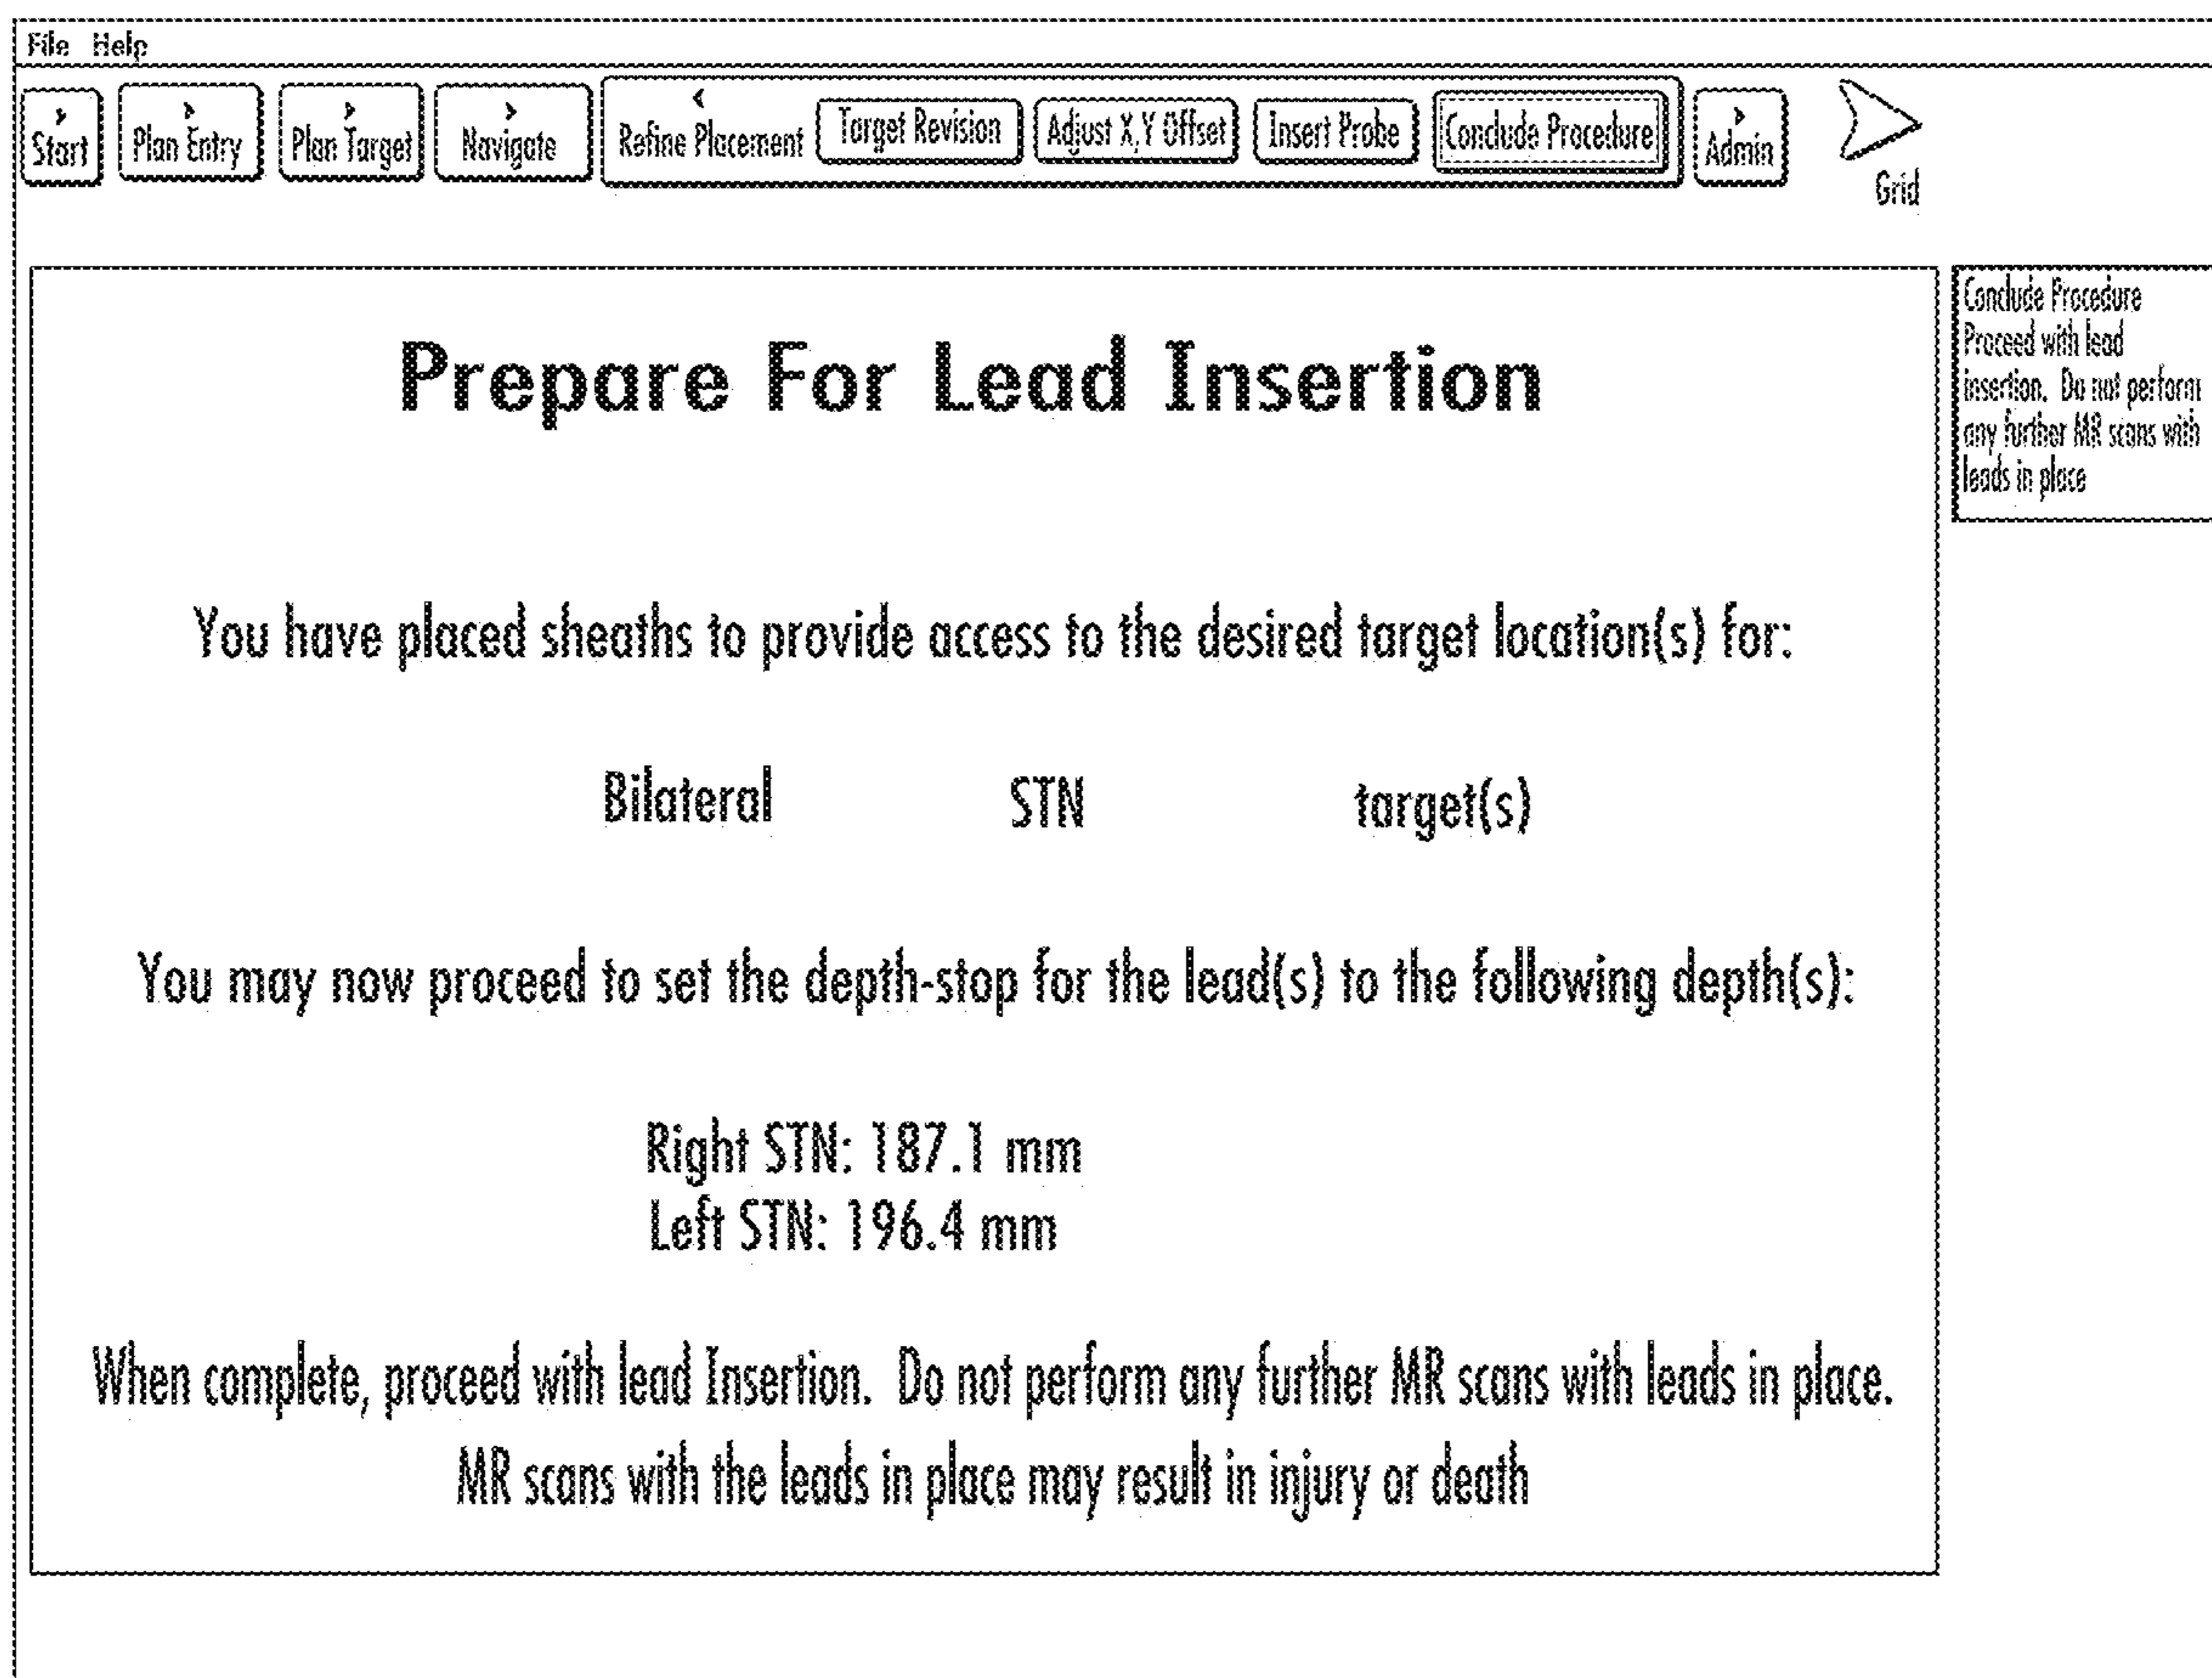 File Help
Start Plan Entry Plan Target Navigate Refine Placement Target Revision Adjust X,Y Offset Insert Probe Conclude Procedure Admin
Grid
Prepare For Lead Insertion
You have placed sheaths to provide access to the desired target location(s) for:
Bilateral STN target(s)
You may now proceed to set the depth-stop for the lead(s) to the following depth(s):
Right STN: 187.1 mm
Left STN: 196.4 mm
When complete, proceed with lead Insertion. Do not perform any further MR scans with leads in place.
MR scans with the leads in place may result in injury or death
Conclude Procedure
Proceed with lead
insertion. Do not perform
any further MR scans with
leads in place